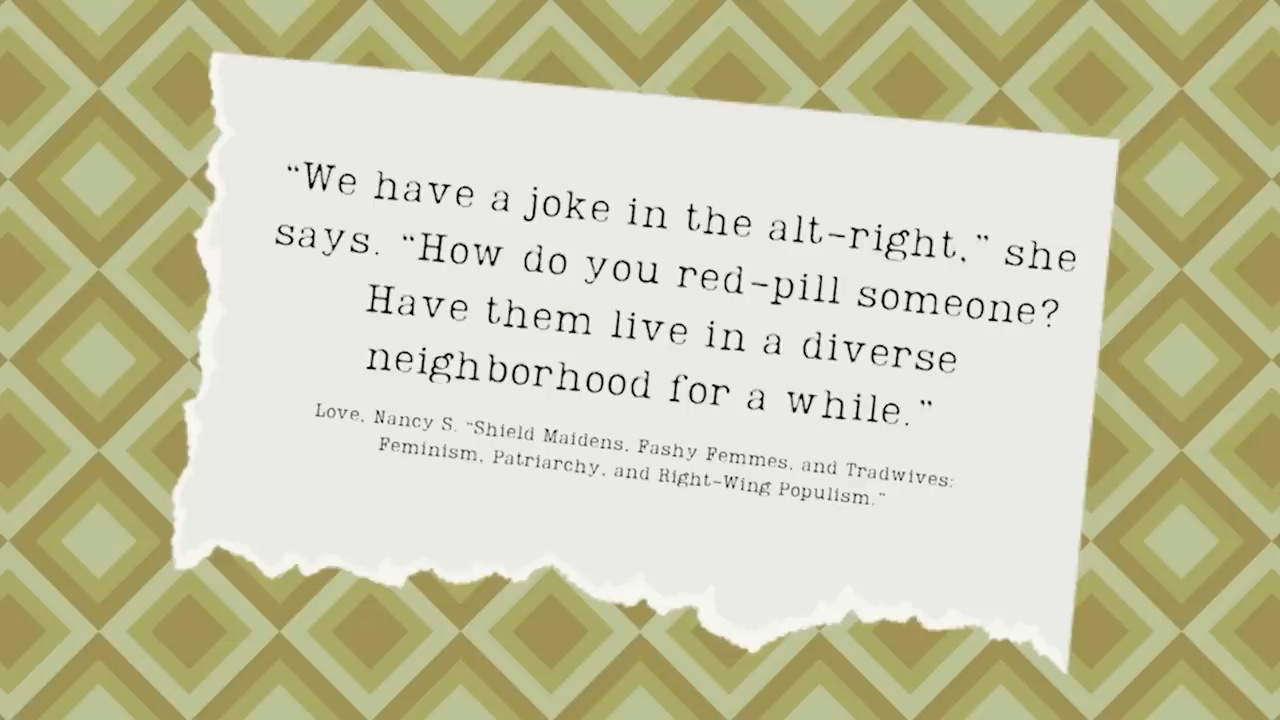 “We have a joke in the alt-right,” she
says. “How do you red-pill someone?
Have them live in a diverse
neighborhood for a while.”
Love, Nancy S. “Shield Maidens, Fashy Femmes, and Tradwives:
Feminism, Patriarchy, and Right-Wing Populism.”